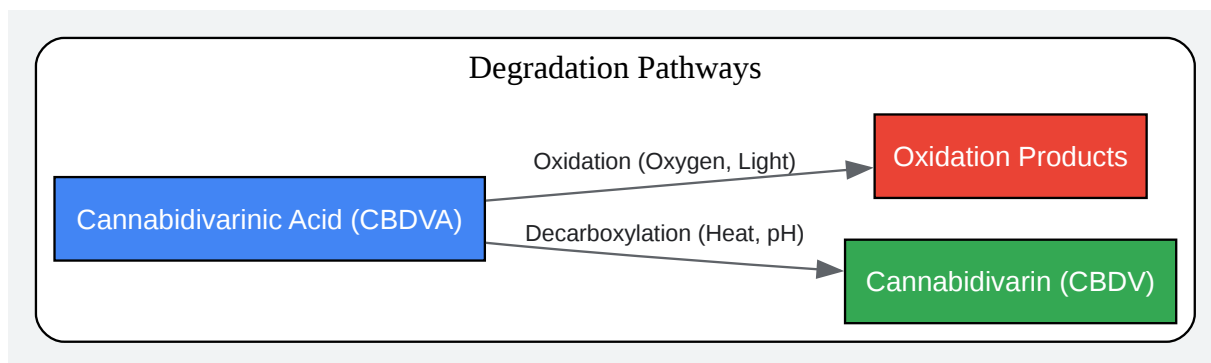 Degradation Pathways
Oxidation (Oxygen, Light)
Oxidation Products
Cannabidivarinic Acid (CBDVA)
Decarboxylation (Heat, pH)
Cannabidivarin (CBDV)